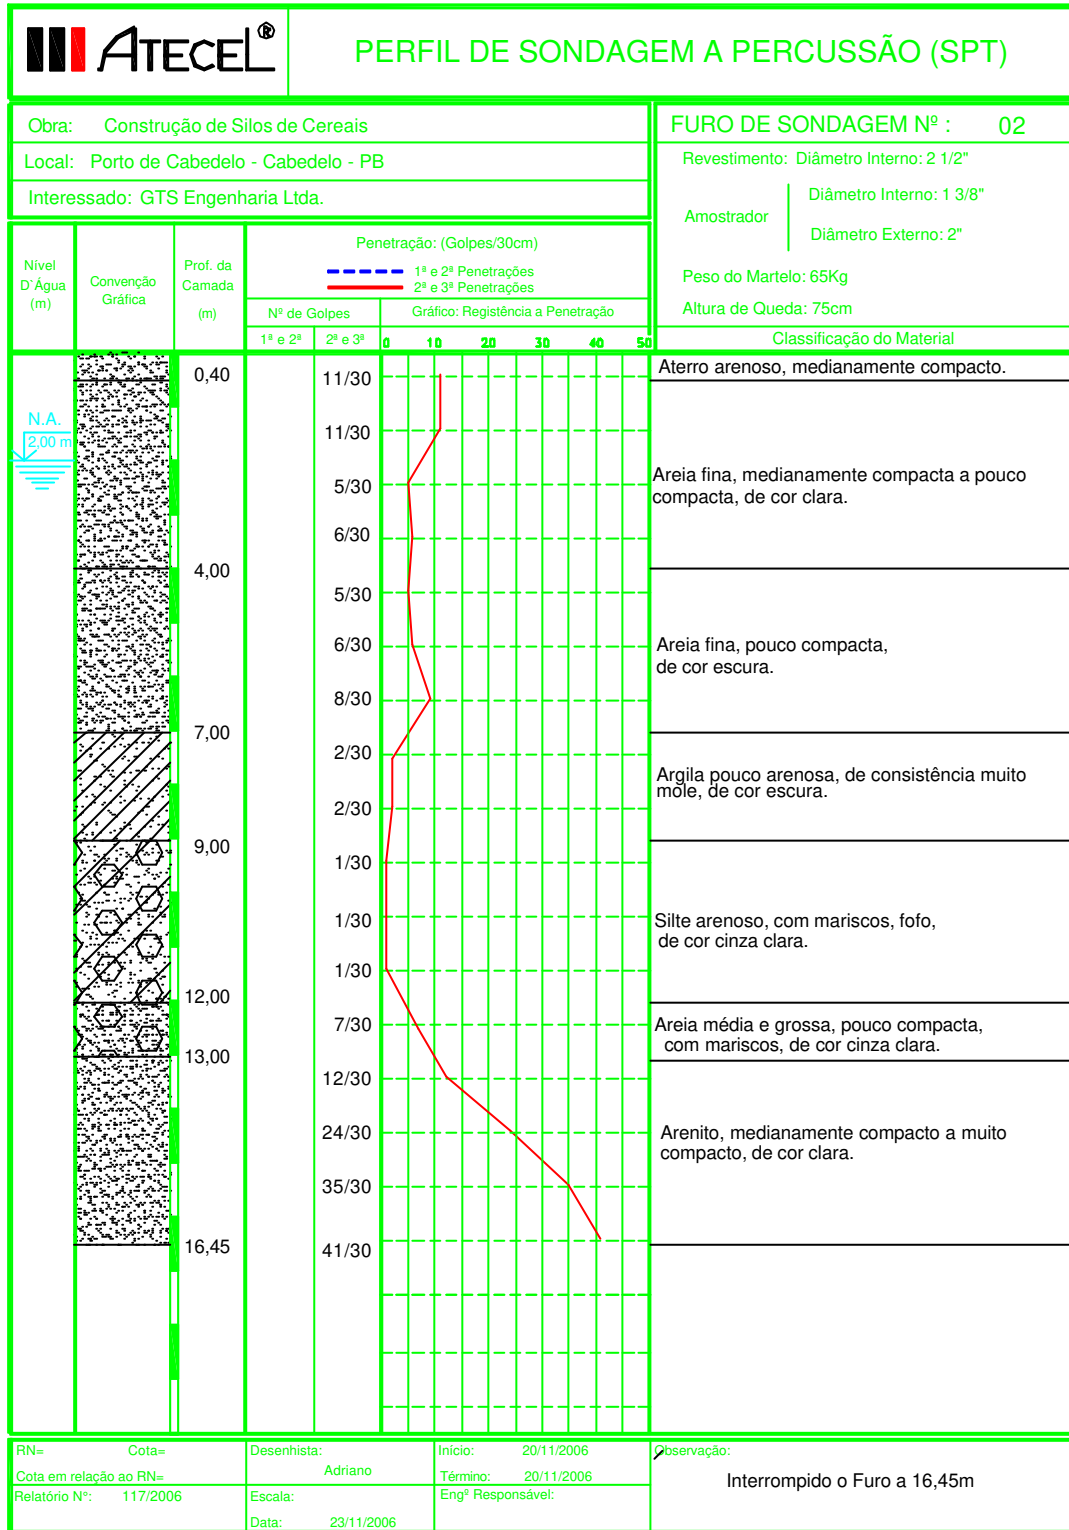 ATECEL®
PERFIL DE SONDAGEM A PERCUSSÃO (SPT)
Obra: Construção de Silos de Cereais
Local: Porto de Cabedelo - Cabedelo - PB
Interessado: GTS Engenharia Ltda.
FURO DE SONDAGEM Nº : 02
Revestimento: Diâmetro Interno: 2 1/2"
Amostrador
Diâmetro Interno: 1 3/8"
Diâmetro Externo: 2"
Peso do Martelo: 65Kg
Altura de Queda: 75cm
Classificação do Material
Nível
D'Água
(m)
Convenção
Gráfica
Prof. da
Camada
(m)
Penetração: (Golpes/30cm)
1ª e 2ª Penetrações
2ª e 3ª Penetrações
Nº de Golpes
Gráfico: Registência a Penetração
1ª e 2ª
2ª e 3ª
0 10 20 30 40 50
N.A.
2,00 m
0,40
4,00
7,00
9,00
12,00
13,00
16,45
11/30
11/30
5/30
6/30
5/30
6/30
8/30
2/30
2/30
1/30
1/30
1/30
7/30
12/30
24/30
35/30
41/30
Aterro arenoso, medianamente compacto.
Areia fina, medianamente compacta a pouco
compacta, de cor clara.
Areia fina, pouco compacta,
de cor escura.
Argila pouco arenosa, de consistência muito
mole, de cor escura.
Silte arenoso, com mariscos, fofo,
de cor cinza clara.
Areia média e grossa, pouco compacta,
com mariscos, de cor cinza clara.
Arenito, medianamente compacto a muito
compacto, de cor clara.
RN= Cota=
Cota em relação ao RN=
Relatório N°: 117/2006
Desenhista:
Adriano
Escala:
Data: 23/11/2006
Início: 20/11/2006
Término: 20/11/2006
Engº Responsável:
Observação:
Interrompido o Furo a 16,45m